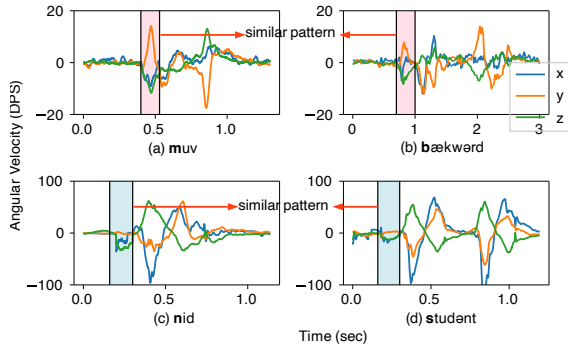 Angular Velocity (DPS)
20
0
−20
0.0 0.5 1.0
(a) muv
similar pattern
20
0
−20
0 1 2 3
(b) bækwərd
x
y
z
100
0
−100
0.0 0.5 1.0
(c) nid
similar pattern
100
0
−100
0.0 0.5 1.0
(d) studənt
Time (sec)